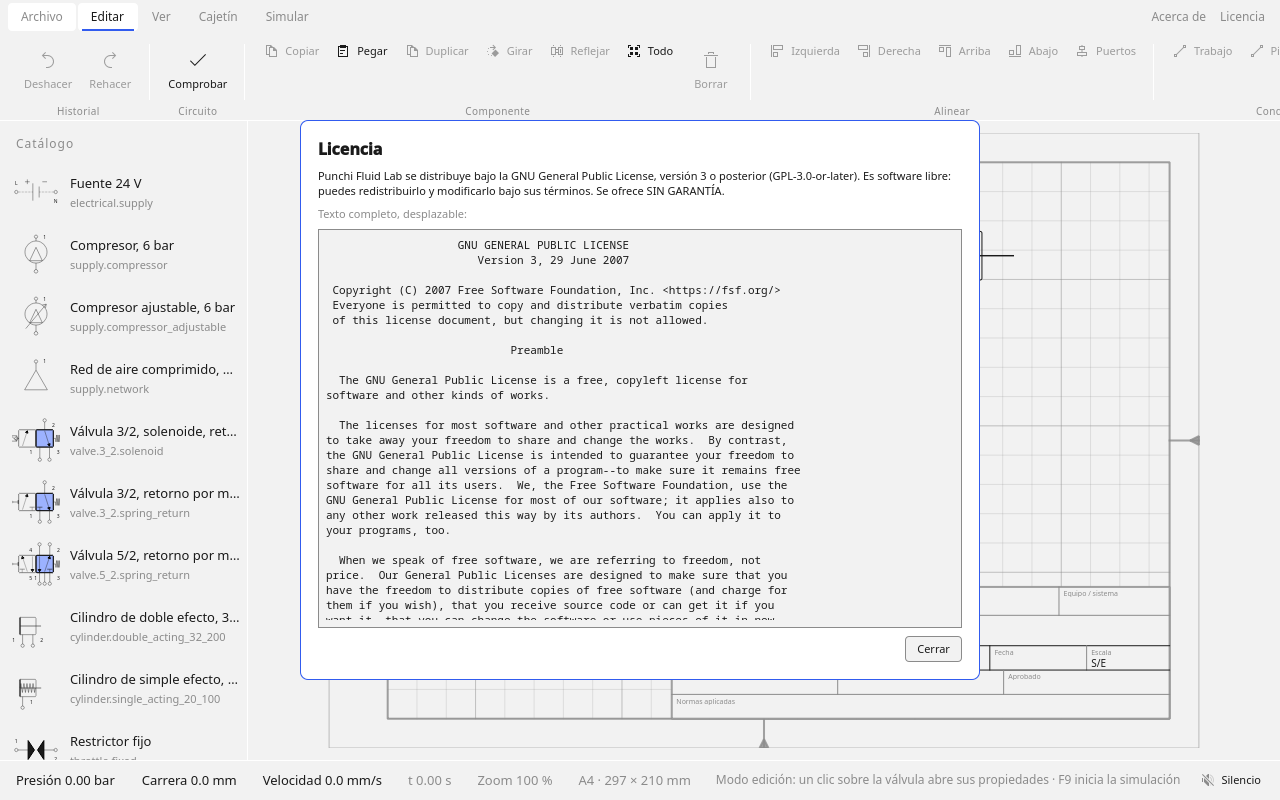 Archivo Editar Ver Cajetín Simular Acerca de Licencia
Copiar Pegar Duplicar Girar Reflejar Todo Izquierda Derecha Arriba Abajo Puertos Trabajo
Deshacer Rehacer Comprobar Borrar
Historial Circuito Componente Alinear
Catálogo
Fuente 24 V
electrical.supply
Compresor, 6 bar
supply.compressor
Compresor ajustable, 6 bar
supply.compressor_adjustable
Red de aire comprimido, ...
supply.network
Válvula 3/2, solenoide, ret...
valve.3_2.solenoid
Válvula 3/2, retorno por m...
valve.3_2.spring_return
Válvula 5/2, retorno por m...
valve.5_2.spring_return
Cilindro de doble efecto, 3...
cylinder.double_acting_32_200
Cilindro de simple efecto, ...
cylinder.single_acting_20_100
Restrictor fijo
Licencia
Punchi Fluid Lab se distribuye bajo la GNU General Public License, versión 3 o posterior (GPL-3.0-or-later). Es software libre:
puedes redistribuirlo y modificarlo bajo sus términos. Se ofrece SIN GARANTÍA.
Texto completo, desplazable:
GNU GENERAL PUBLIC LICENSE
Version 3, 29 June 2007
Copyright (C) 2007 Free Software Foundation, Inc. <https://fsf.org/>
Everyone is permitted to copy and distribute verbatim copies
of this license document, but changing it is not allowed.
Preamble
The GNU General Public License is a free, copyleft license for
software and other kinds of works.
The licenses for most software and other practical works are designed
to take away your freedom to share and change the works.  By contrast,
the GNU General Public License is intended to guarantee your freedom to
share and change all versions of a program--to make sure it remains free
software for all its users.  We, the Free Software Foundation, use the
GNU General Public License for most of our software; it applies also to
any other work released this way by its authors.  You can apply it to
your programs, too.
When we speak of free software, we are referring to freedom, not
price.  Our General Public Licenses are designed to make sure that you
have the freedom to distribute copies of free software (and charge for
them if you wish), that you receive source code or can get it if you
want it, that you can change the software or use pieces of it in new
Cerrar
Equipo / sistema
Fecha
Escala
S/E
Aprobado
Normas aplicadas
Presión 0.00 bar Carrera 0.0 mm Velocidad 0.0 mm/s t 0.00 s Zoom 100 % A4 · 297 × 210 mm Modo edición: un clic sobre la válvula abre sus propiedades · F9 inicia la simulación Silencio